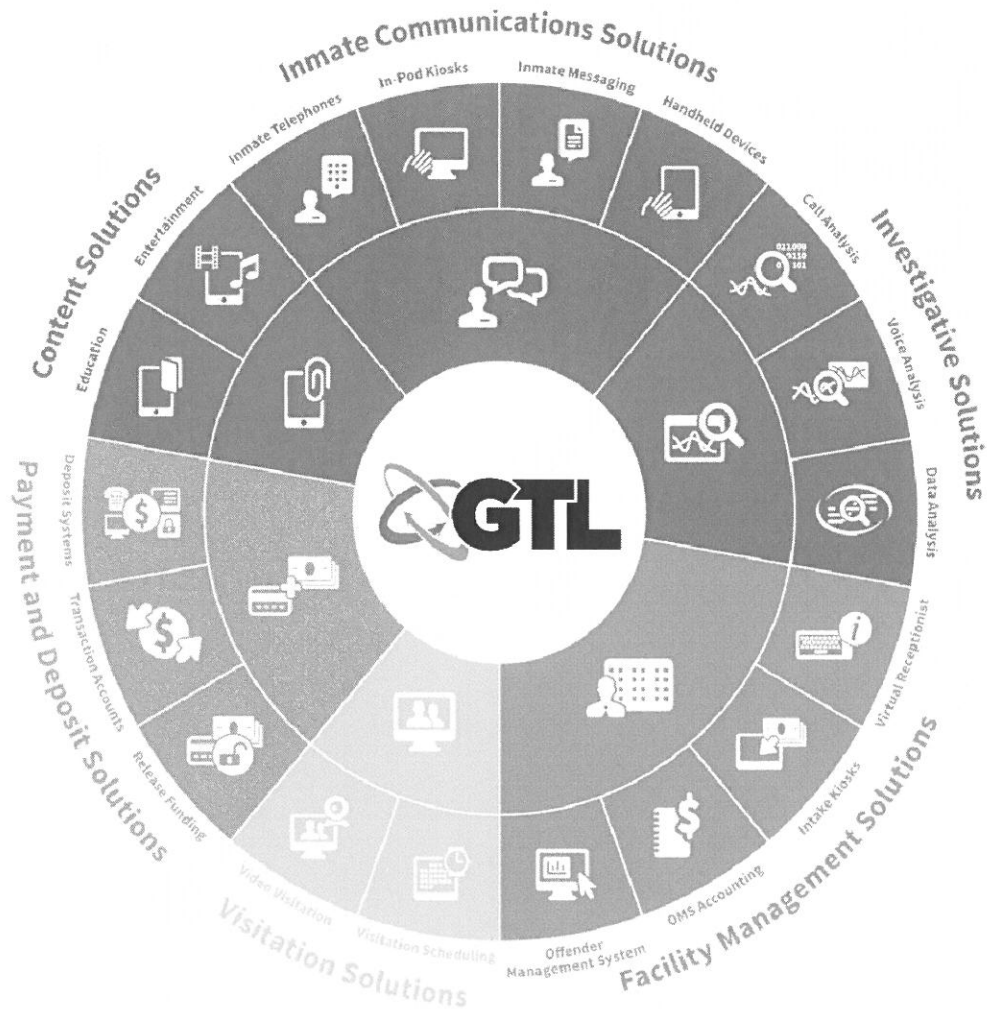 Inmate Communications Solutions
Inmate Telephones
In-Pod Kiosks
Inmate Messaging
Handheld Devices
Investigative Solutions
Call Analysis
Voice Analysis
Data Analysis
Facility Management Solutions
Virtual Receptionist
Intake Kiosks
OMS Accounting
Offender
Management System
Visitation Solutions
Visitation Scheduling
Video Visitation
Payment and Deposit Solutions
Release Funding
Transaction Accounts
Deposit Systems
Content Solutions
Education
Entertainment
GTL